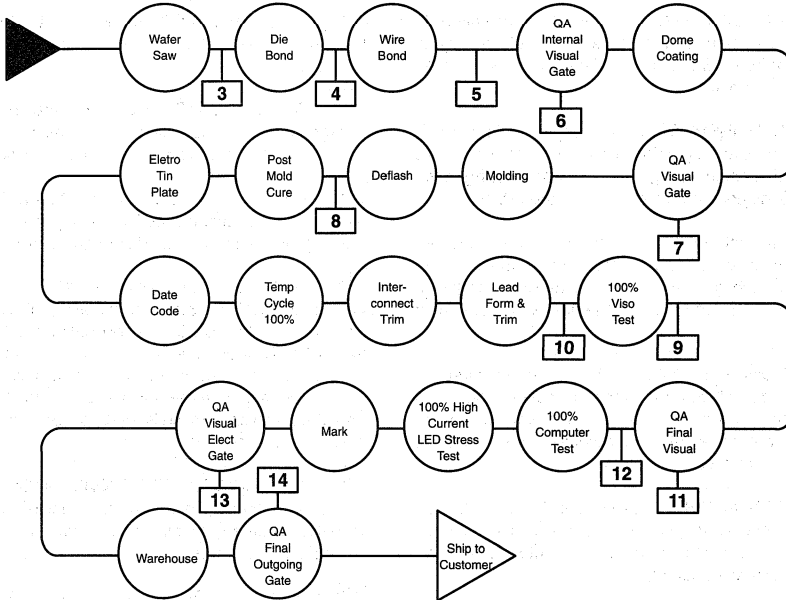 Wafer
Saw
Die
Bond
Wire
Bond
QA
Internal
Visual
Gate
Dome
Coating
3
4
5
6
Eletro
Tin
Plate
Post
Mold
Cure
Deflash
Molding
QA
Visual
Gate
8
7
Date
Code
Temp
Cycle
100%
Inter-
connect
Trim
Lead
Form &
Trim
100%
Viso
Test
10
9
QA
Visual
Elect
Gate
Mark
100% High
Current
LED Stress
Test
100%
Computer
Test
QA
Final
Visual
13
14
12
11
Warehouse
QA
Final
Outgoing
Gate
Ship to
Customer